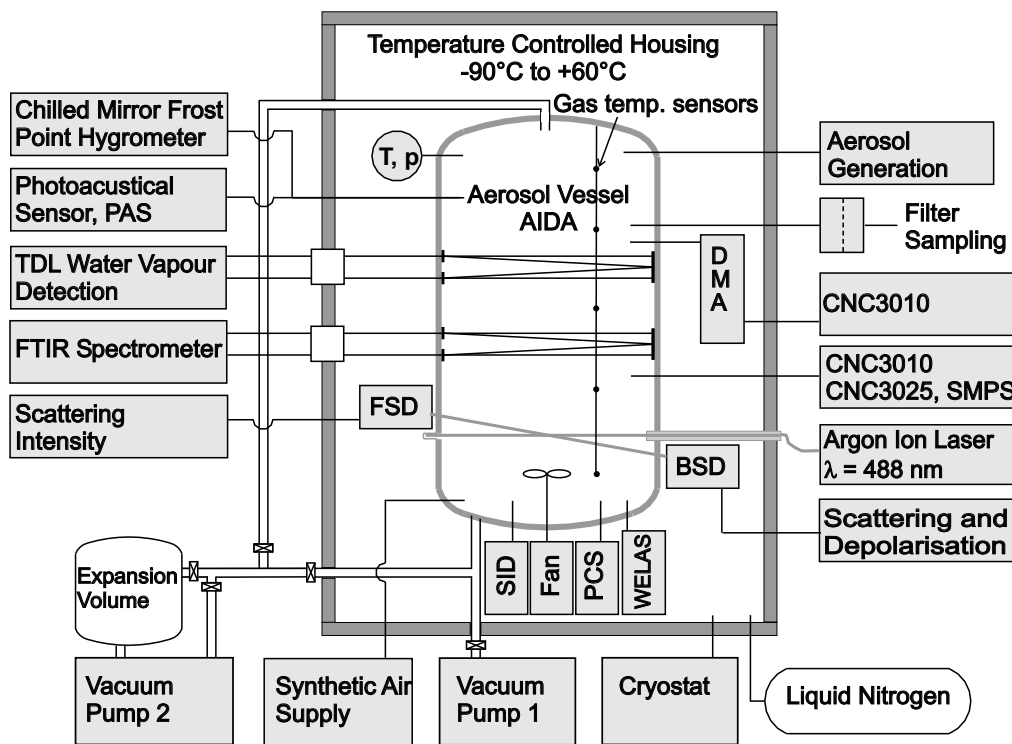 Temperature Controlled Housing
-90°C to +60°C
Gas temp. sensors
Chilled Mirror Frost
Point Hygrometer
T, p
Aerosol
Generation
Photoacustical
Sensor, PAS
Aerosol Vessel
AIDA
Filter
Sampling
TDL Water Vapour
Detection
DMA
CNC3010
FTIR Spectrometer
CNC3010
CNC3025, SMPS
Scattering
Intensity
FSD
Argon Ion Laser
λ = 488 nm
BSD
Scattering and
Depolarisation
Expansion
Volume
SID
Fan
PCS
WELAS
Vacuum
Pump 2
Synthetic Air
Supply
Vacuum
Pump 1
Cryostat
Liquid Nitrogen